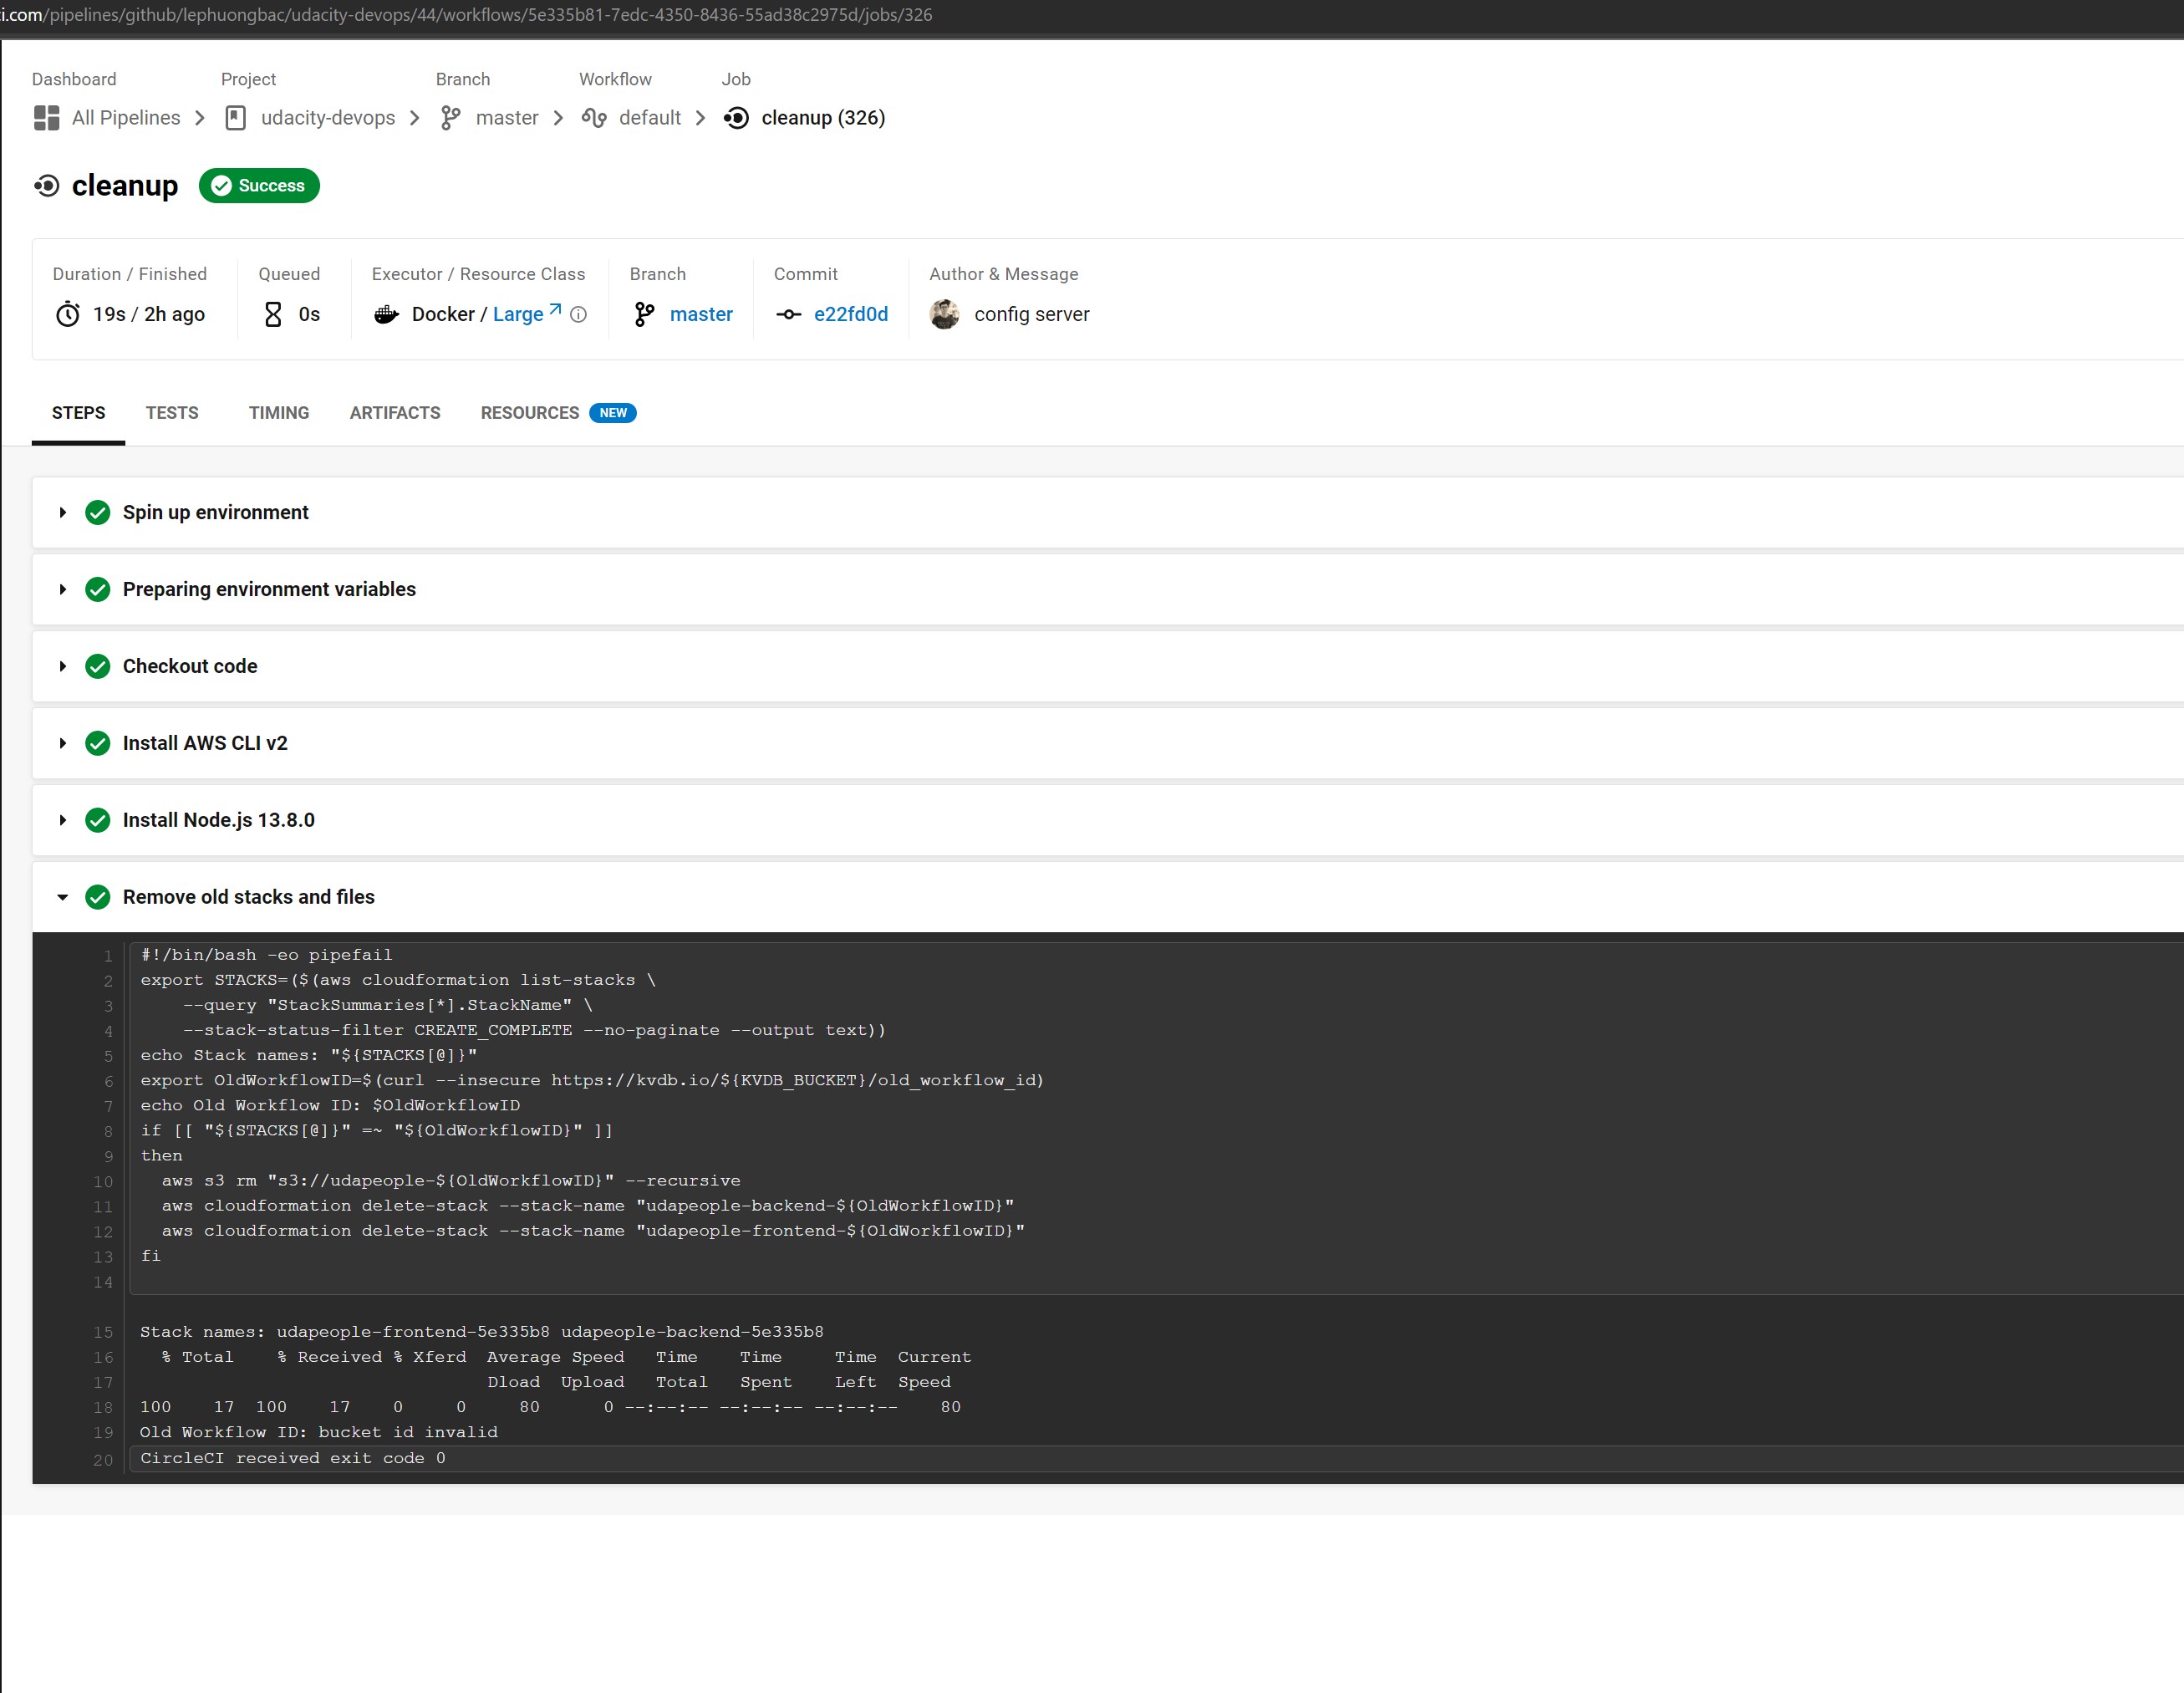 i.com/pipelines/github/lephuongbac/udacity-devops/44/workflows/5e335b81-7edc-4350-8436-55ad38c2975d/jobs/326
Dashboard Project Branch Workflow Job
All Pipelines udacity-devops master default cleanup (326)
cleanup Success
Duration / Finished Queued Executor / Resource Class Branch Commit Author & Message
19s / 2h ago 0s Docker / Large master e22fd0d config server
STEPS TESTS TIMING ARTIFACTS RESOURCES NEW
Spin up environment
Preparing environment variables
Checkout code
Install AWS CLI v2
Install Node.js 13.8.0
Remove old stacks and files
1 #!/bin/bash -eo pipefail
2 export STACKS=($(aws cloudformation list-stacks \
3 --query "StackSummaries[*].StackName" \
4 --stack-status-filter CREATE_COMPLETE --no-paginate --output text))
5 echo Stack names: "${STACKS[@]}"
6 export OldWorkflowID=$(curl --insecure https://kvdb.io/${KVDB_BUCKET}/old_workflow_id)
7 echo Old Workflow ID: $OldWorkflowID
8 if [[ "${STACKS[@]}" =~ "${OldWorkflowID}" ]]
9 then
10 aws s3 rm "s3://udapeople-${OldWorkflowID}" --recursive
11 aws cloudformation delete-stack --stack-name "udapeople-backend-${OldWorkflowID}"
12 aws cloudformation delete-stack --stack-name "udapeople-frontend-${OldWorkflowID}"
13 fi
14
15 Stack names: udapeople-frontend-5e335b8 udapeople-backend-5e335b8
16 % Total % Received % Xferd Average Speed Time Time Time Current
17 Dload Upload Total Spent Left Speed
18 100 17 100 17 0 0 80 0 --:--:-- --:--:-- --:--:-- 80
19 Old Workflow ID: bucket id invalid
20 CircleCI received exit code 0